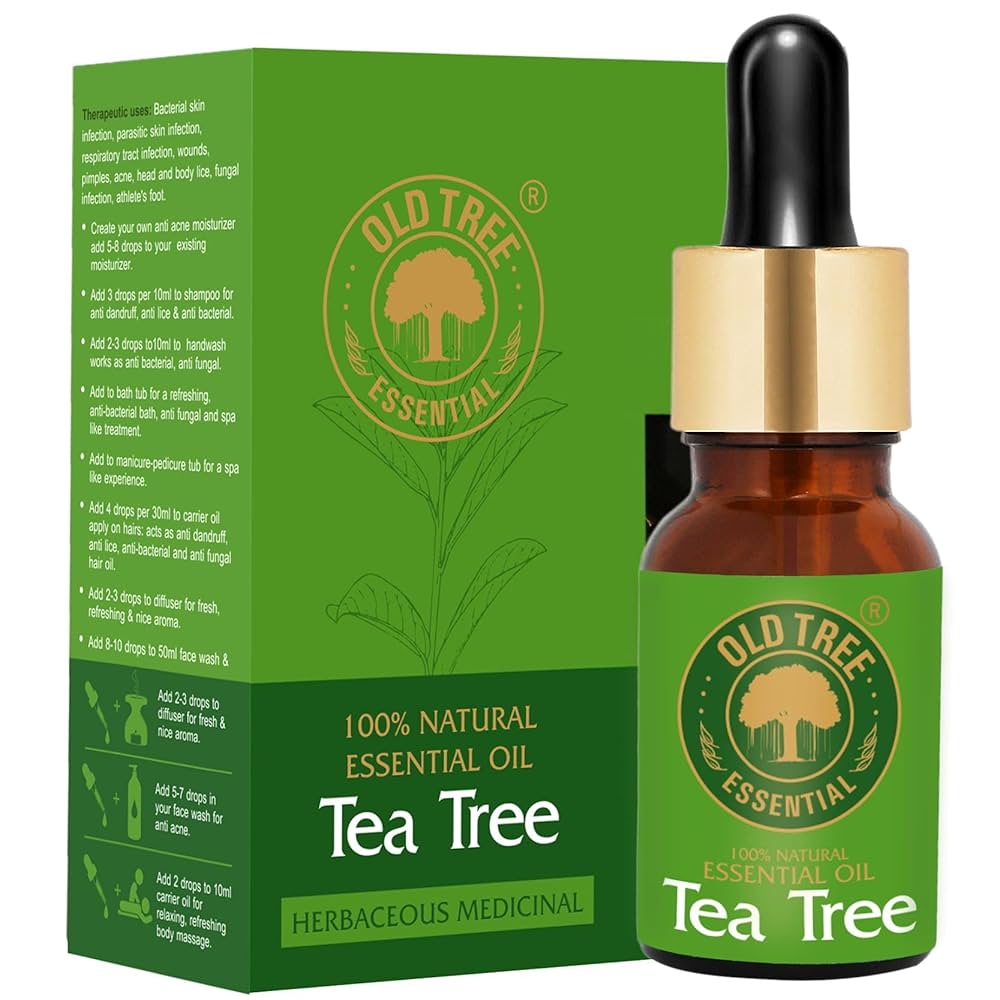 Therapeutic uses: Bacterial skin
infection, parasitic skin infection,
respiratory tract infection, wounds,
pimples, acne, head and body lice, fungal
infection, athlete's foot.
• Create your own anti acne moisturizer
add 5-8 drops to your existing
moisturizer.
• Add 3 drops per 10ml to shampoo for
anti dandruff, anti lice & anti bacterial.
• Add 2-3 drops to10ml to handwash
works as anti bacterial, anti fungal.
• Add to bath tub for a refreshing,
anti-bacterial bath, anti fungal and spa
like treatment.
• Add to manicure-pedicure tub for a spa
like experience.
• Add 4 drops per 30ml to carrier oil
apply on hairs: acts as anti dandruff,
anti lice, anti-bacterial and anti fungal
hair oil.
• Add 2-3 drops to diffuser for fresh,
refreshing & nice aroma.
• Add 8-10 drops to 50ml face wash &
+ Add 2-3 drops to
diffuser for fresh &
nice aroma.
+ Add 5-7 drops in
your face wash for
anti acne.
+ Add 2 drops to 10ml
carrier oil for
relaxing, refreshing
body massage.
OLD TREE ®
ESSENTIAL
100% NATURAL
ESSENTIAL OIL
Tea Tree
HERBACEOUS MEDICINAL
OLD TREE ®
ESSENTIAL
100% NATURAL
ESSENTIAL OIL
Tea Tree